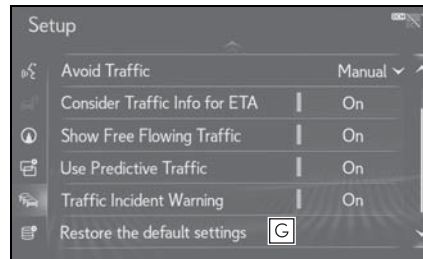 Setup
DCM
Avoid Traffic Manual
Consider Traffic Info for ETA On
Show Free Flowing Traffic On
Use Predictive Traffic On
Traffic Incident Warning On
Restore the default settings G